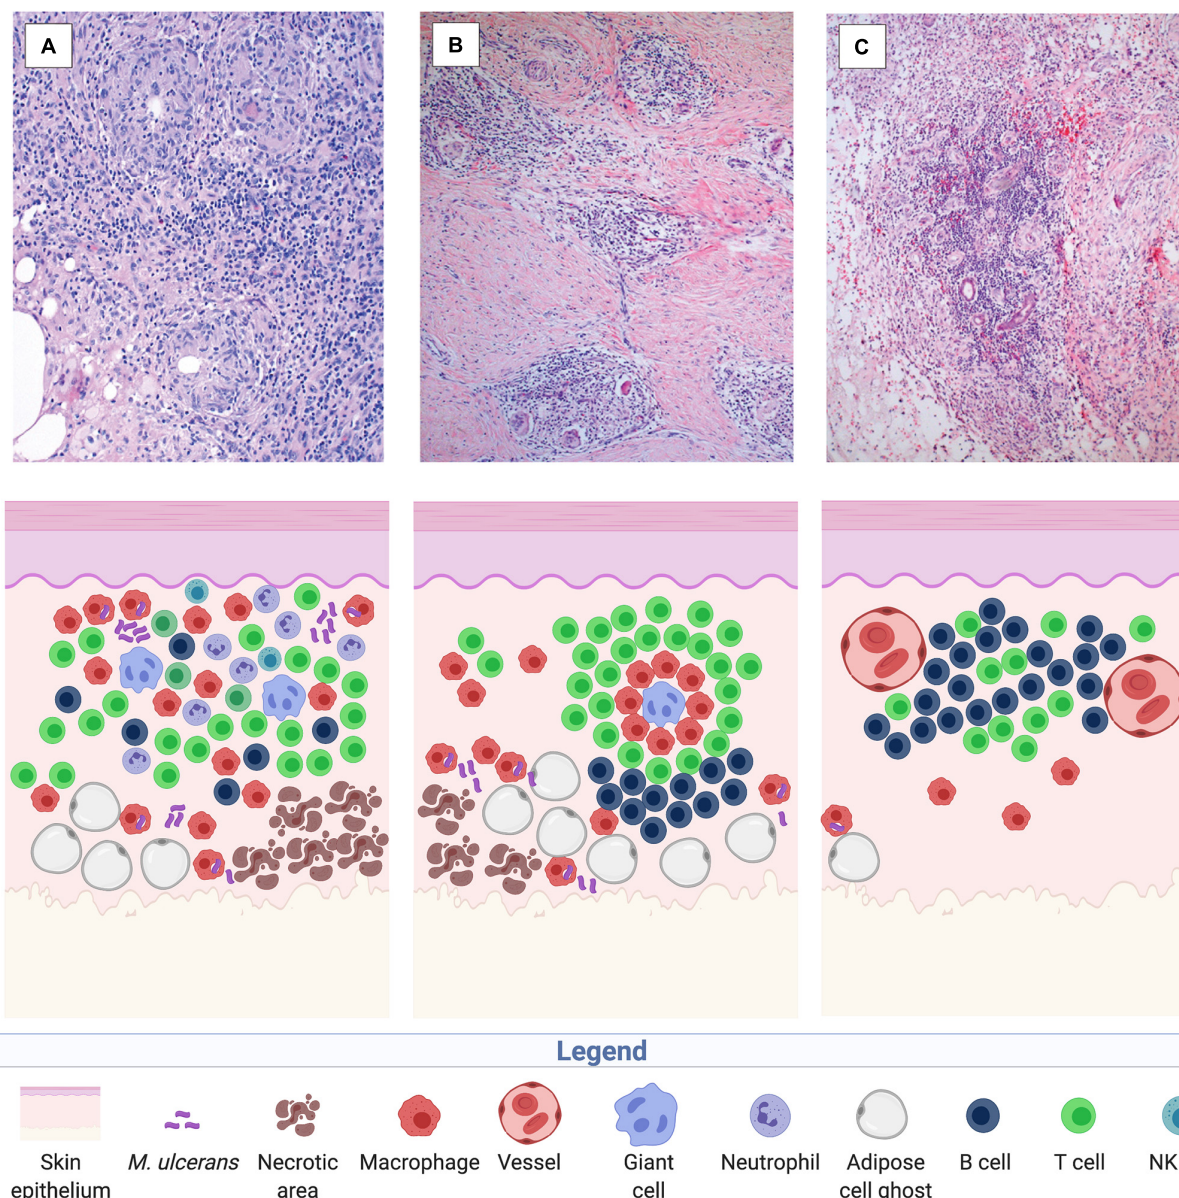 A
B
C
Legend
Skin epithelium
M. ulcerans
Necrotic area
Macrophage
Vessel
Giant cell
Neutrophil
Adipose cell ghost
B cell
T cell
NK